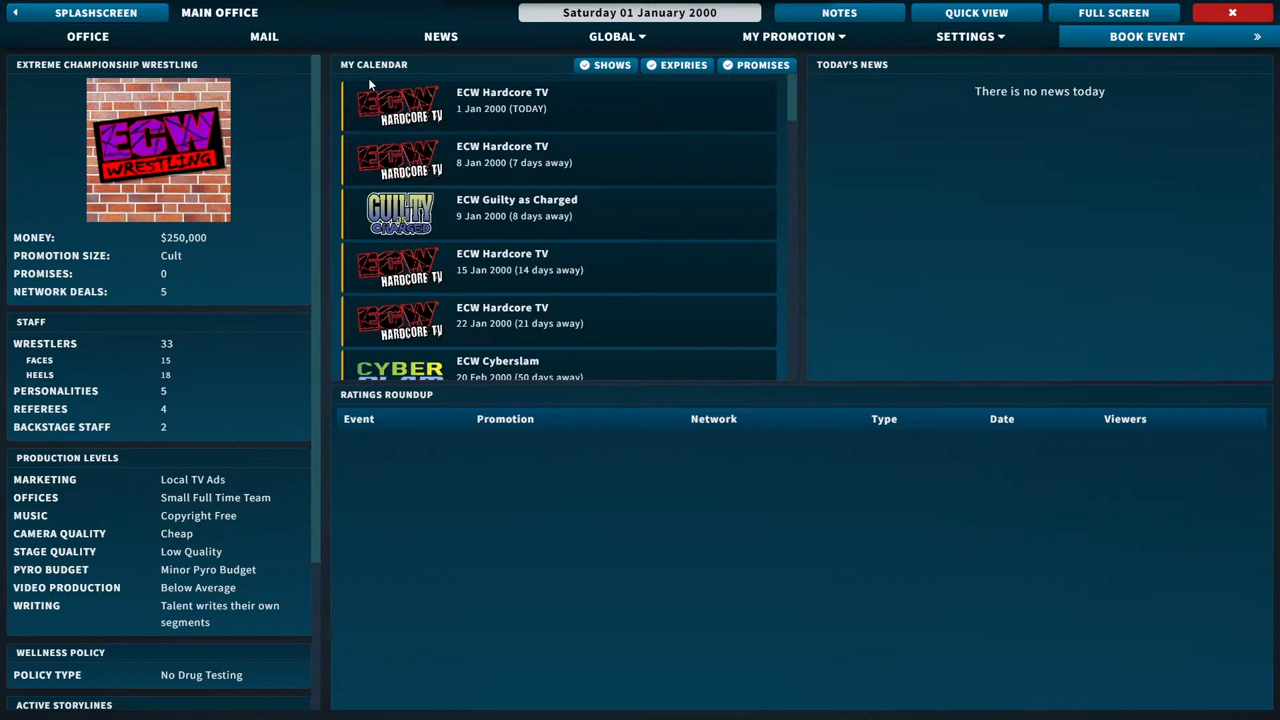 SPLASHSCREEN
MAIN OFFICE
Saturday 01 January 2000
NOTES
QUICK VIEW
FULL SCREEN
OFFICE
MAIL
NEWS
GLOBAL
MY PROMOTION
SETTINGS
BOOK EVENT
EXTREME CHAMPIONSHIP WRESTLING
ECW
WRESTLING
MONEY: $250,000
PROMOTION SIZE: Cult
PROMISES: 0
NETWORK DEALS: 5
STAFF
WRESTLERS 33
FACES 15
HEELS 18
PERSONALITIES 5
REFEREES 4
BACKSTAGE STAFF 2
PRODUCTION LEVELS
MARKETING Local TV Ads
OFFICES Small Full Time Team
MUSIC Copyright Free
CAMERA QUALITY Cheap
STAGE QUALITY Low Quality
PYRO BUDGET Minor Pyro Budget
VIDEO PRODUCTION Below Average
WRITING Talent writes their own
segments
WELLNESS POLICY
POLICY TYPE No Drug Testing
ACTIVE STORYLINES
MY CALENDAR
SHOWS
EXPIRIES
PROMISES
ECW
HARDCORE TV
ECW Hardcore TV
1 Jan 2000 (TODAY)
ECW
HARDCORE TV
ECW Hardcore TV
8 Jan 2000 (7 days away)
GUILTY
AS
CHARGED
ECW Guilty as Charged
9 Jan 2000 (8 days away)
ECW
HARDCORE TV
ECW Hardcore TV
15 Jan 2000 (14 days away)
ECW
HARDCORE TV
ECW Hardcore TV
22 Jan 2000 (21 days away)
CYBER
SLAM
ECW Cyberslam
20 Feb 2000 (50 days away)
TODAY'S NEWS
There is no news today
RATINGS ROUNDUP
Event Promotion Network Type Date Viewers